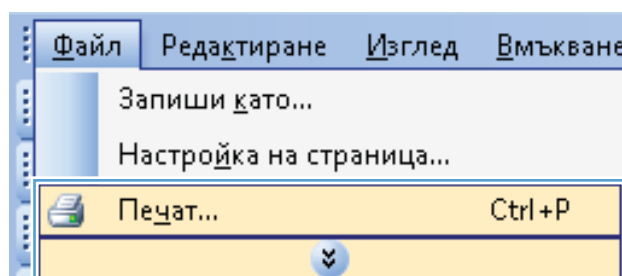 Файл Редактиране Изглед Вмъкване
Запиши като...
Настройка на страница...
Печат... Ctrl+P